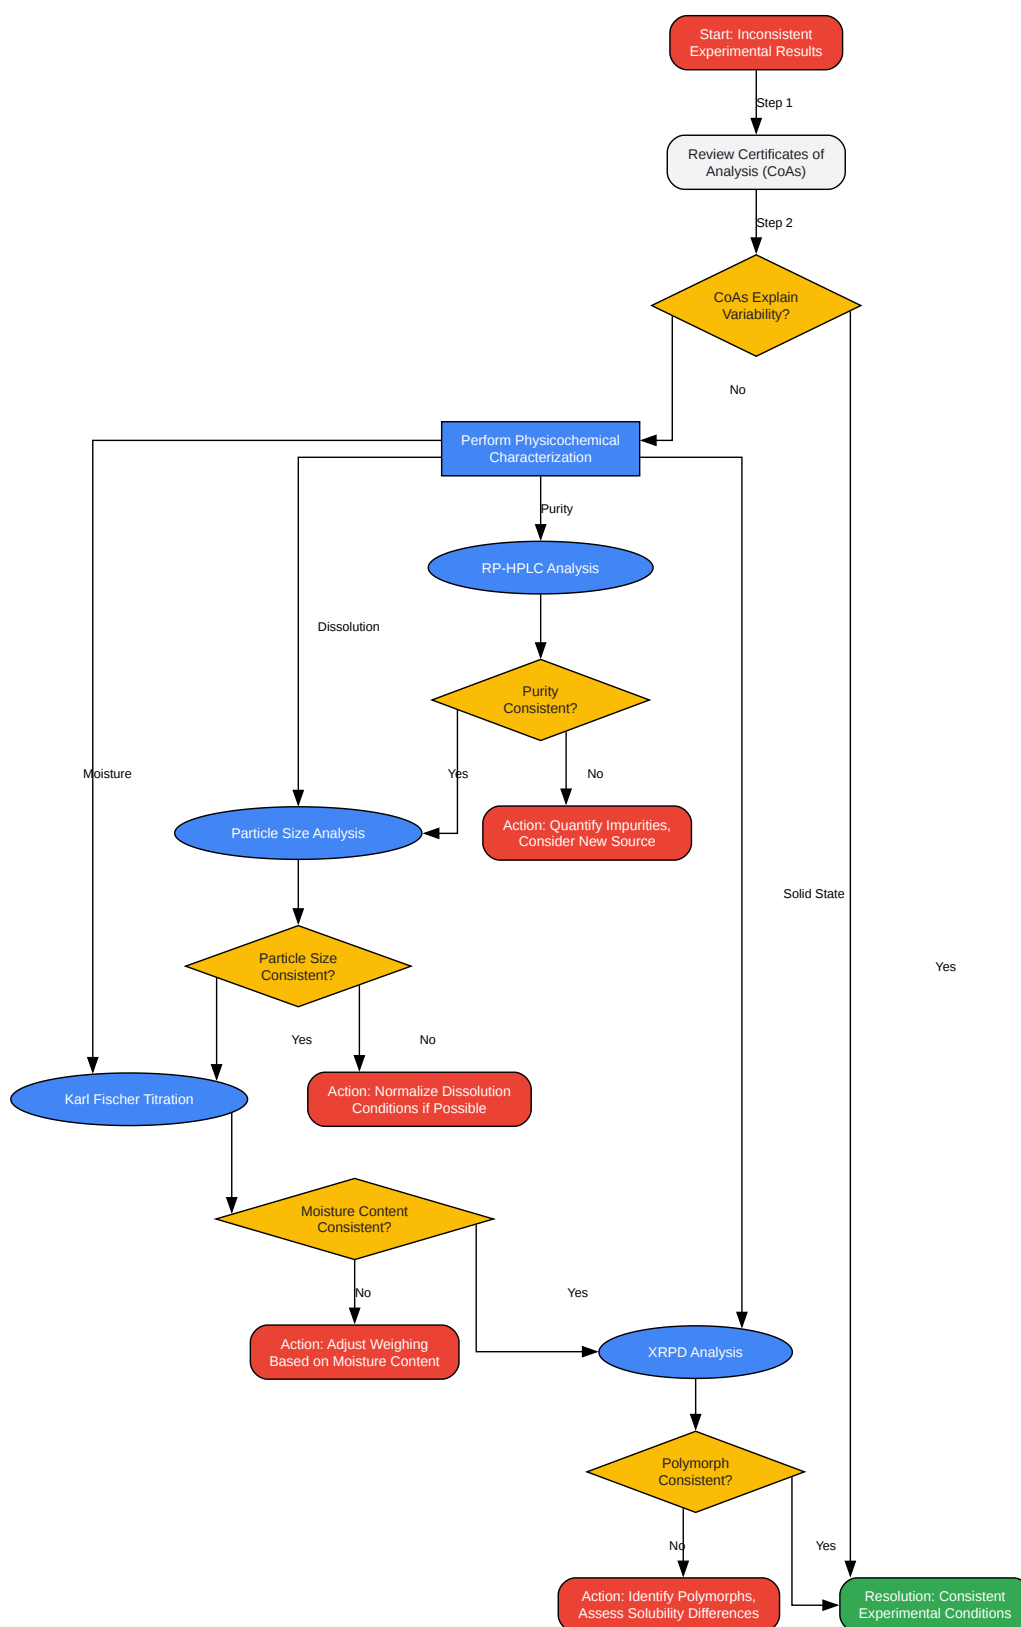 Start: Inconsistent
Experimental Results
Step 1
Review Certificates of
Analysis (CoAs)
Step 2
CoAs Explain
Variability?
No
Perform Physicochemical
Characterization
Purity
RP-HPLC Analysis
Dissolution
Purity
Consistent?
Moisture
Yes
No
Particle Size Analysis
Action: Quantify Impurities,
Consider New Source
Solid State
Yes
Particle Size
Consistent?
Yes
No
Karl Fischer Titration
Action: Normalize Dissolution
Conditions if Possible
Moisture Content
Consistent?
No
Yes
Action: Adjust Weighing
Based on Moisture Content
XRPD Analysis
Polymorph
Consistent?
No
Yes
Action: Identify Polymorphs,
Assess Solubility Differences
Resolution: Consistent
Experimental Conditions